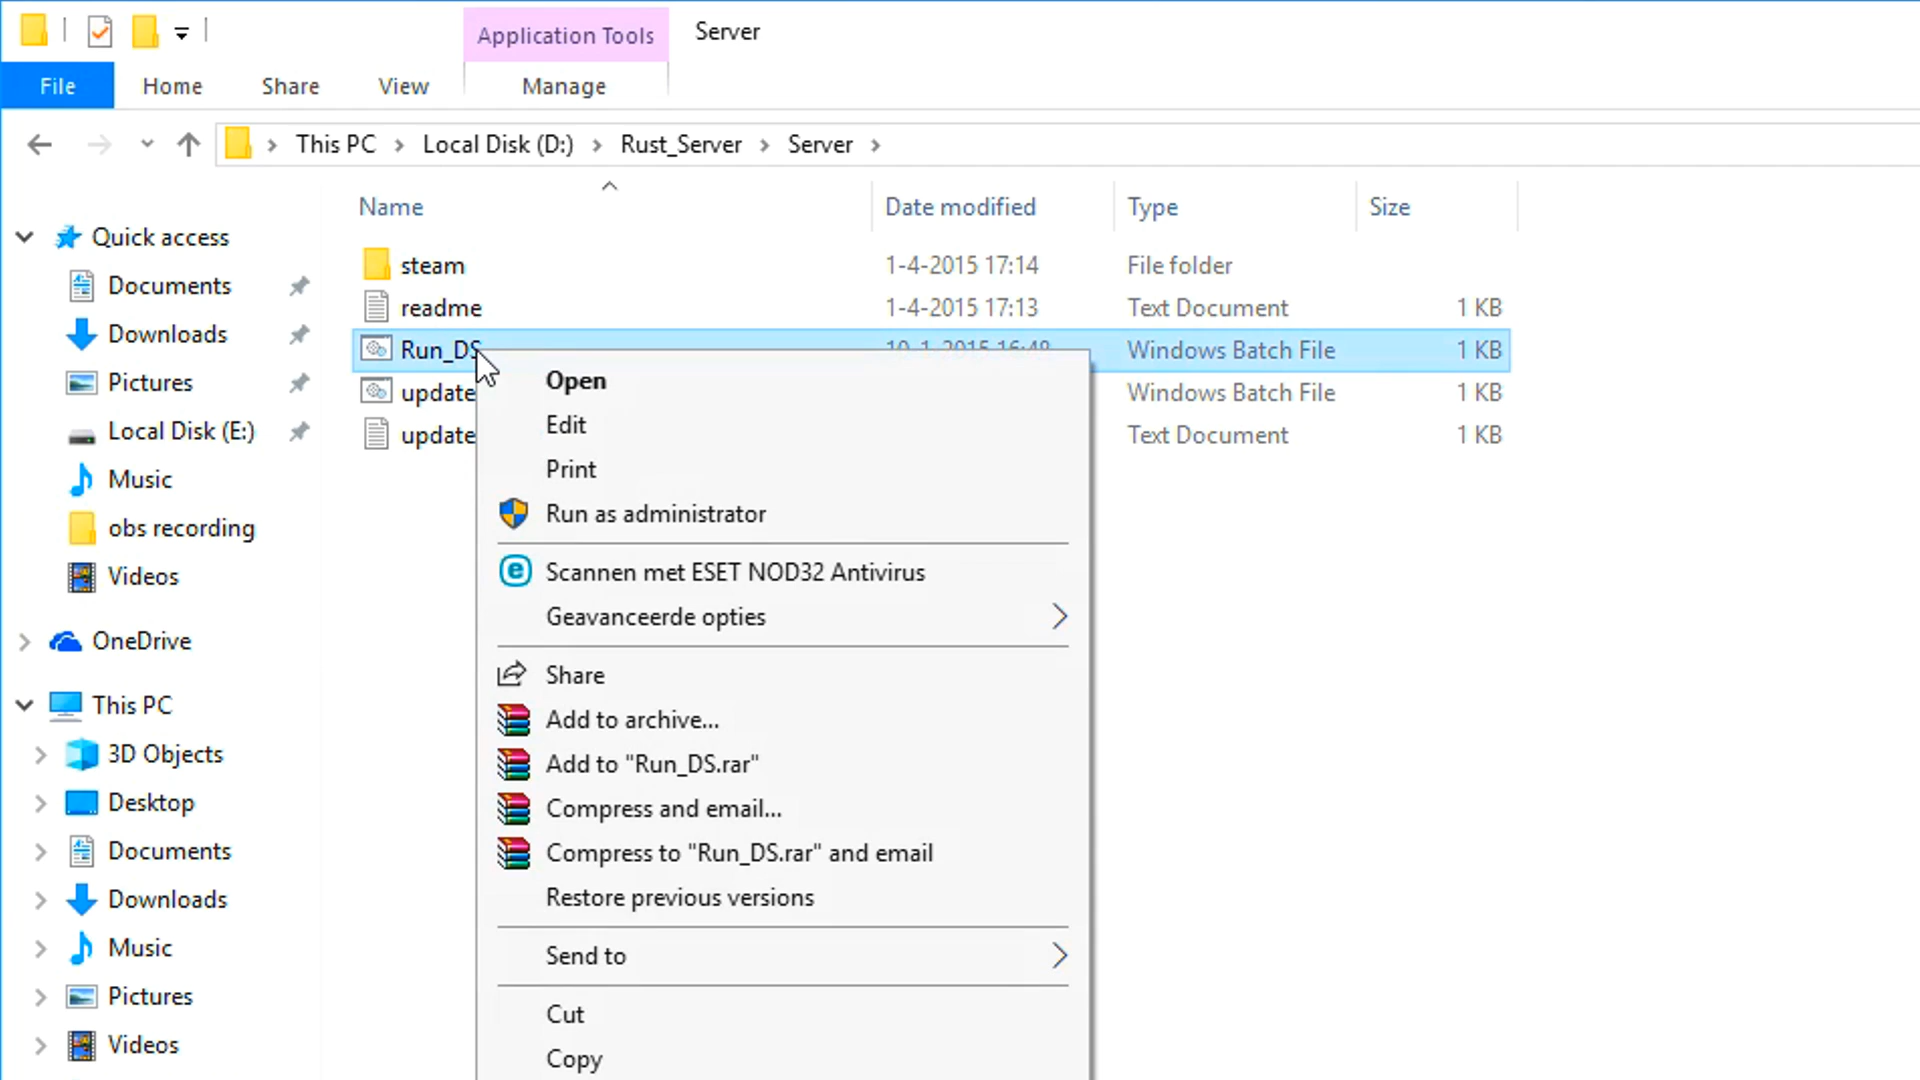 Application Tools
Server
File
Home
Share
View
Manage
This PC
Local Disk (D:)
Rust_Server
Server
Name
Date modified
Type
Size
Quick access
Documents
Downloads
Pictures
Local Disk (E:)
Music
obs recording
Videos
OneDrive
This PC
3D Objects
Desktop
Documents
Downloads
Music
Pictures
Videos
steam 1-4-2015 17:14 File folder
readme 1-4-2015 17:13 Text Document 1 KB
Run_DS Windows Batch File 1 KB
update Windows Batch File 1 KB
update Text Document 1 KB
Open
Edit
Print
Run as administrator
Scannen met ESET NOD32 Antivirus
Geavanceerde opties
Share
Add to archive...
Add to "Run_DS.rar"
Compress and email...
Compress to "Run_DS.rar" and email
Restore previous versions
Send to
Cut
Copy